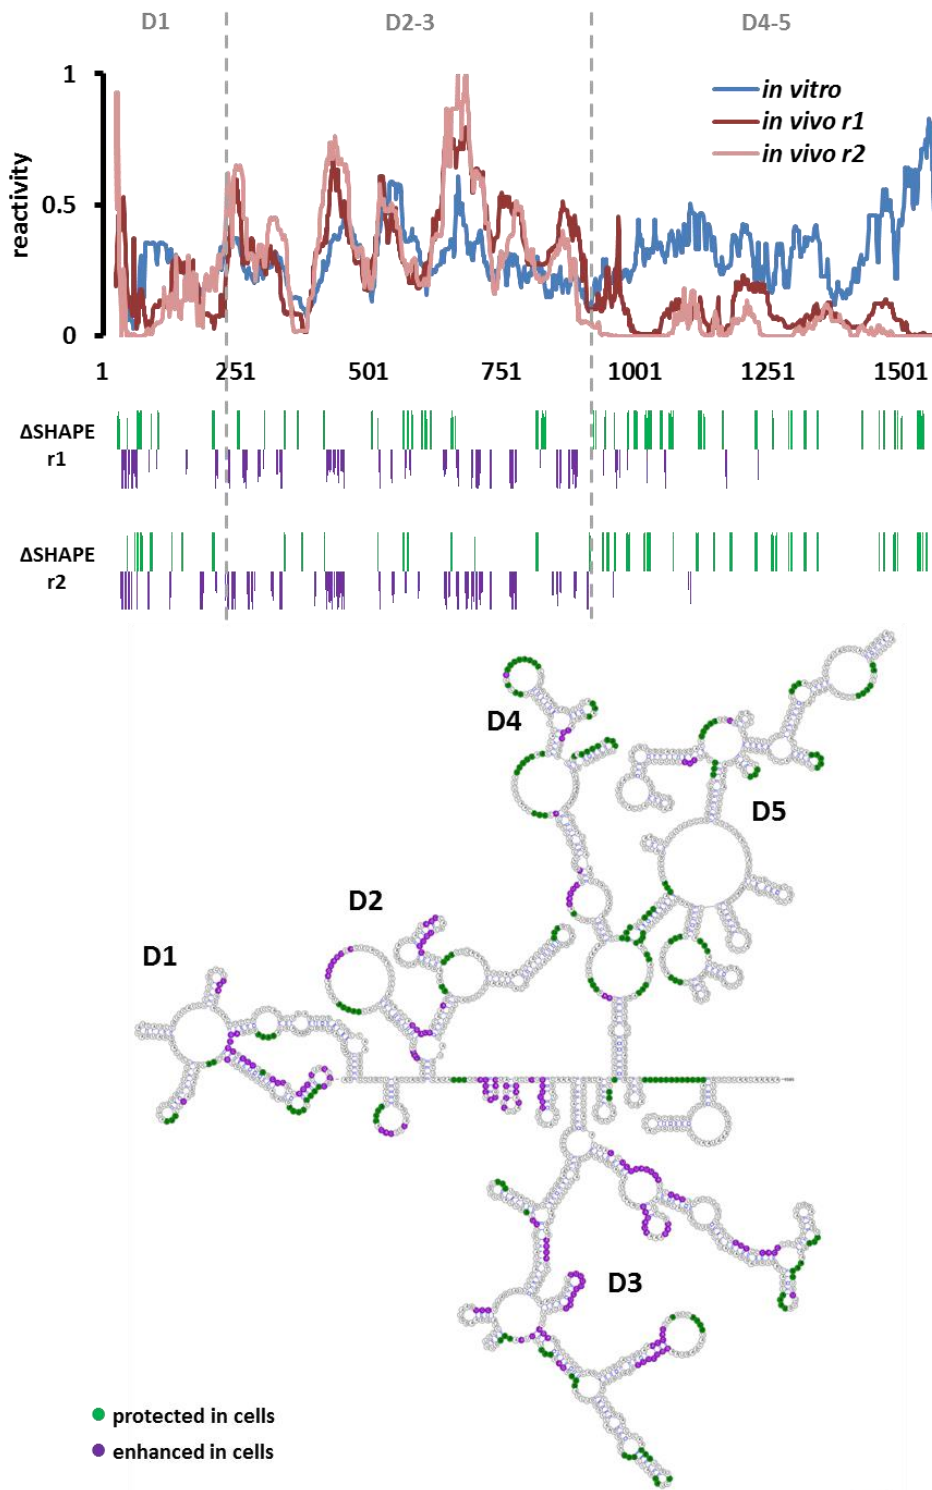 D1 D2-3 D4-5
1
in vitro
in vivo r1
in vivo r2
reactivity
0.5
0
1 251 501 751 1001 1251 1501
ΔSHAPE
r1
ΔSHAPE
r2
D4
D5
D2
D1
D3
protected in cells
enhanced in cells